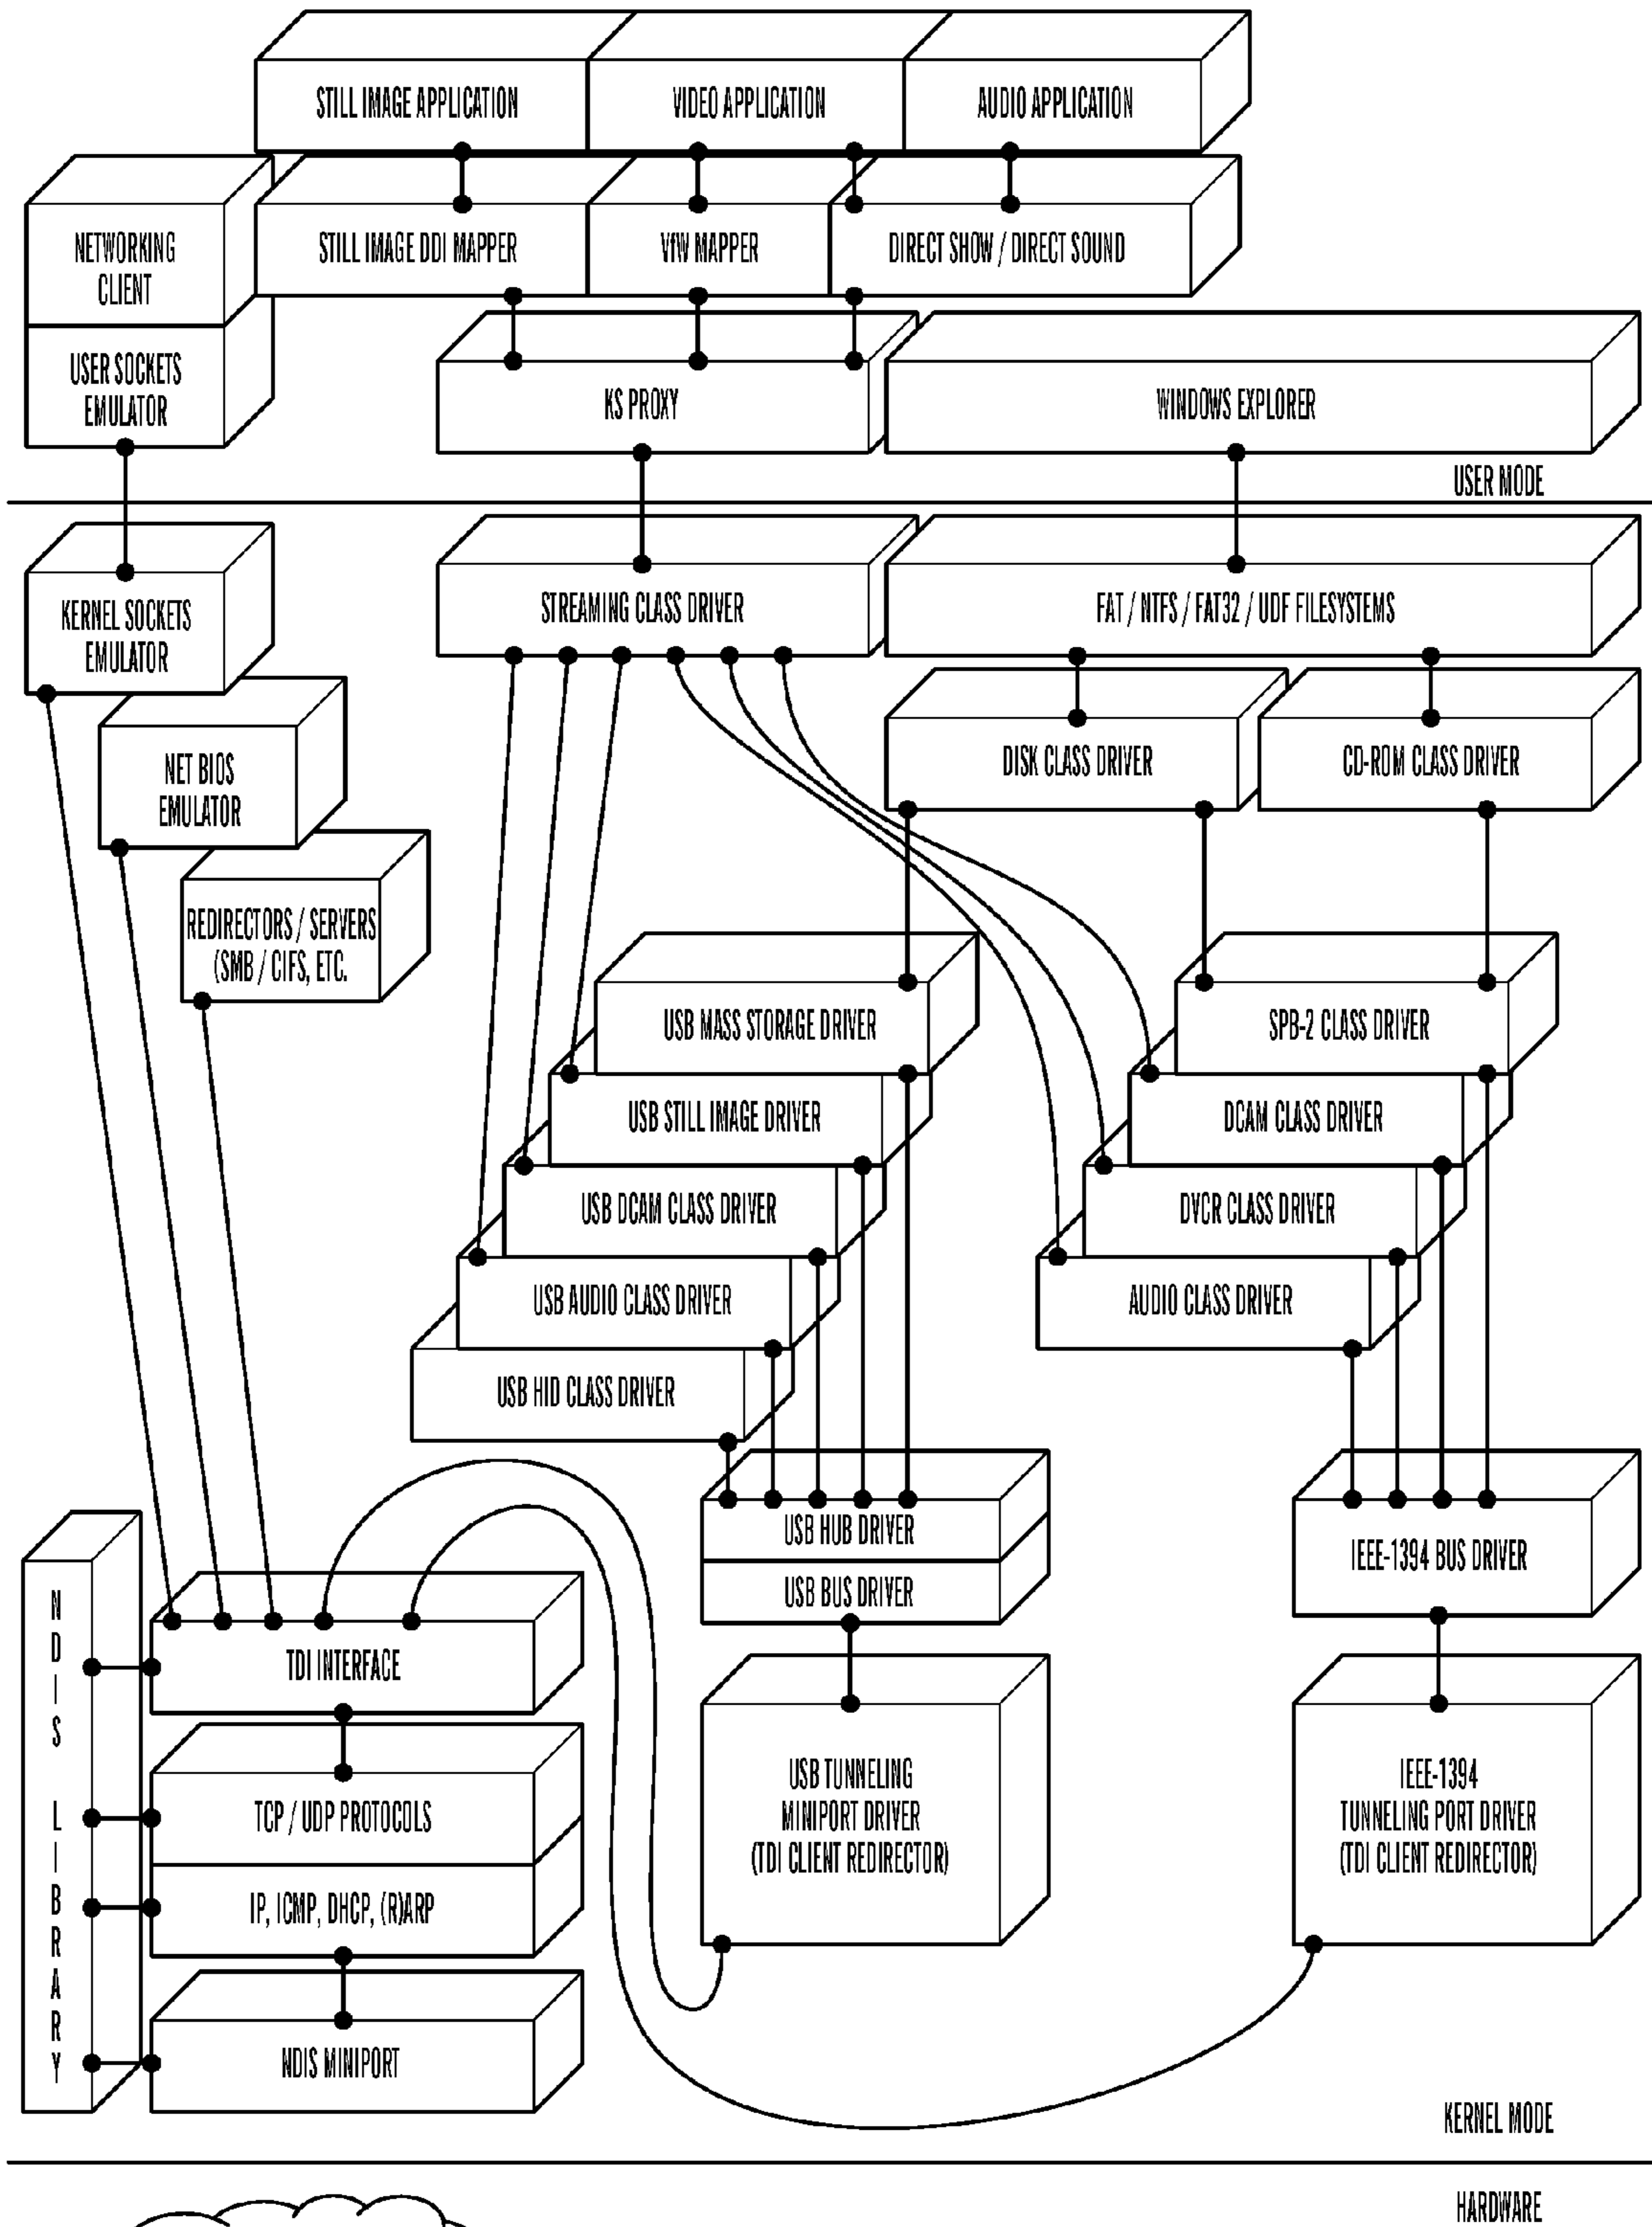 STILL IMAGE APPLICATION
VIDEO APPLICATION
AUDIO APPLICATION
NETWORKING
CLIENT
STILL IMAGE DDI MAPPER
VfW MAPPER
DIRECT SHOW / DIRECT SOUND
USER SOCKETS
EMULATOR
KS PROXY
WINDOWS EXPLORER
USER MODE
KERNEL SOCKETS
EMULATOR
STREAMING CLASS DRIVER
FAT / NTFS / FAT32 / UDF FILESYSTEMS
NET BIOS
EMULATOR
DISK CLASS DRIVER
CD-ROM CLASS DRIVER
REDIRECTORS / SERVERS
(SMB / CIFS, ETC.
USB MASS STORAGE DRIVER
SPB-2 CLASS DRIVER
USB STILL IMAGE DRIVER
DCAM CLASS DRIVER
USB DCAM CLASS DRIVER
DVCR CLASS DRIVER
USB AUDIO CLASS DRIVER
AUDIO CLASS DRIVER
USB HID CLASS DRIVER
USB HUB DRIVER
USB BUS DRIVER
IEEE-1394 BUS DRIVER
NDIS LIBRARY
TDI INTERFACE
TCP / UDP PROTOCOLS
IP, ICMP, DHCP, (R)ARP
NDIS MINIPORT
USB TUNNELING
MINIPORT DRIVER
(TDI CLIENT REDIRECTOR)
IEEE-1394
TUNNELING PORT DRIVER
(TDI CLIENT REDIRECTOR)
KERNEL MODE
HARDWARE